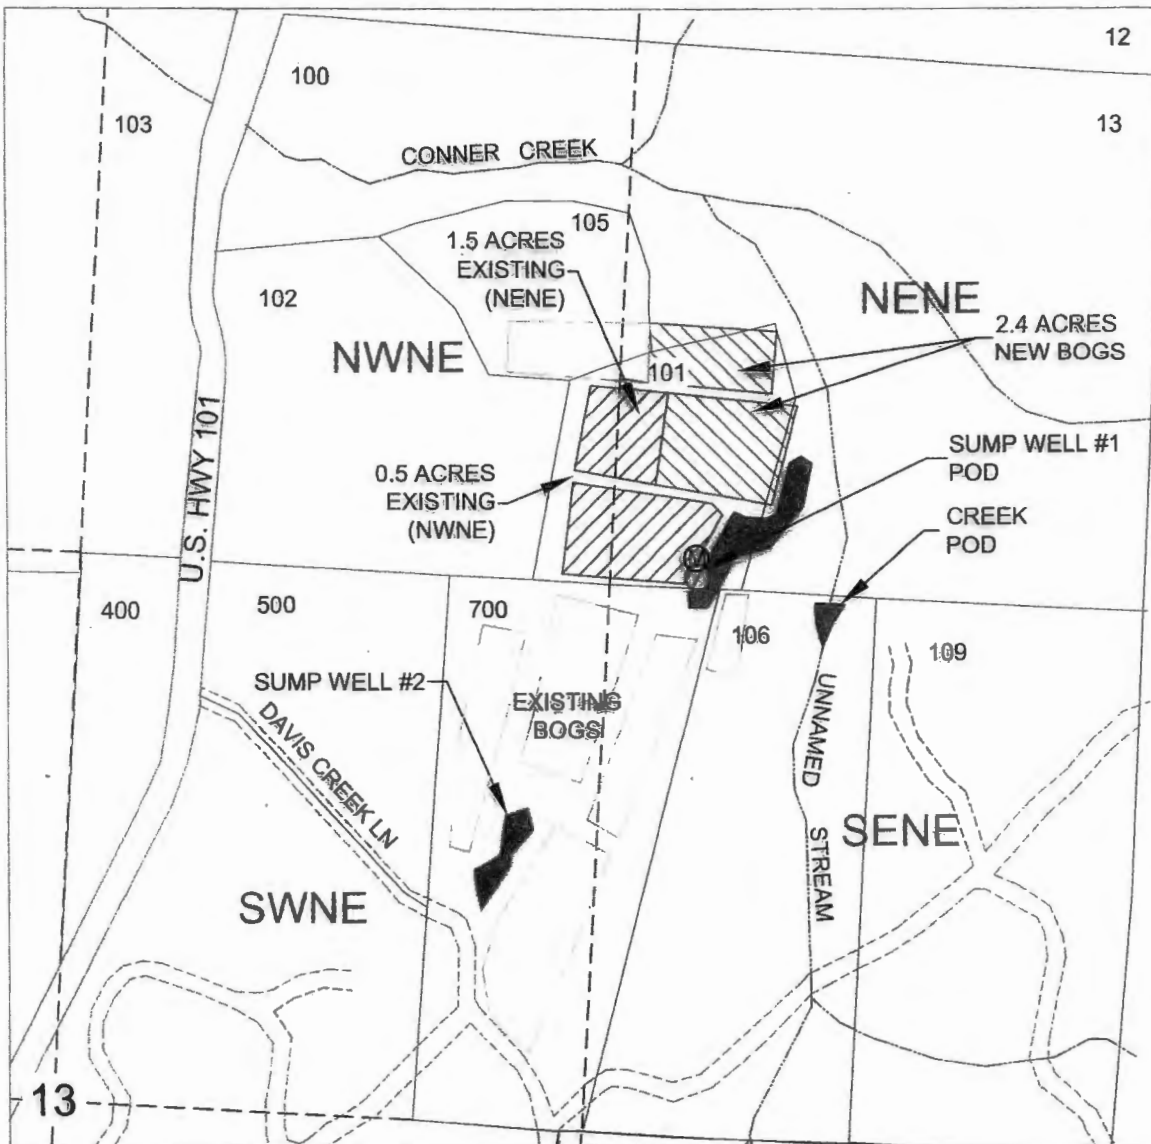 12
100
103
13
CONNER CREEK
105
1.5 ACRES
EXISTING
(NENE)
102
NENE
2.4 ACRES
NEW BOGS
NWNE
101
U.S. HWY 101
SUMP WELL #1
POD
0.5 ACRES
EXISTING
(NWNE)
CREEK
POD
M
400
500
700
106
109
SUMP WELL #2
EXISTING
BOGS
UNNAMED STREAM
DAVIS CREEK LN
SENE
SWNE
13